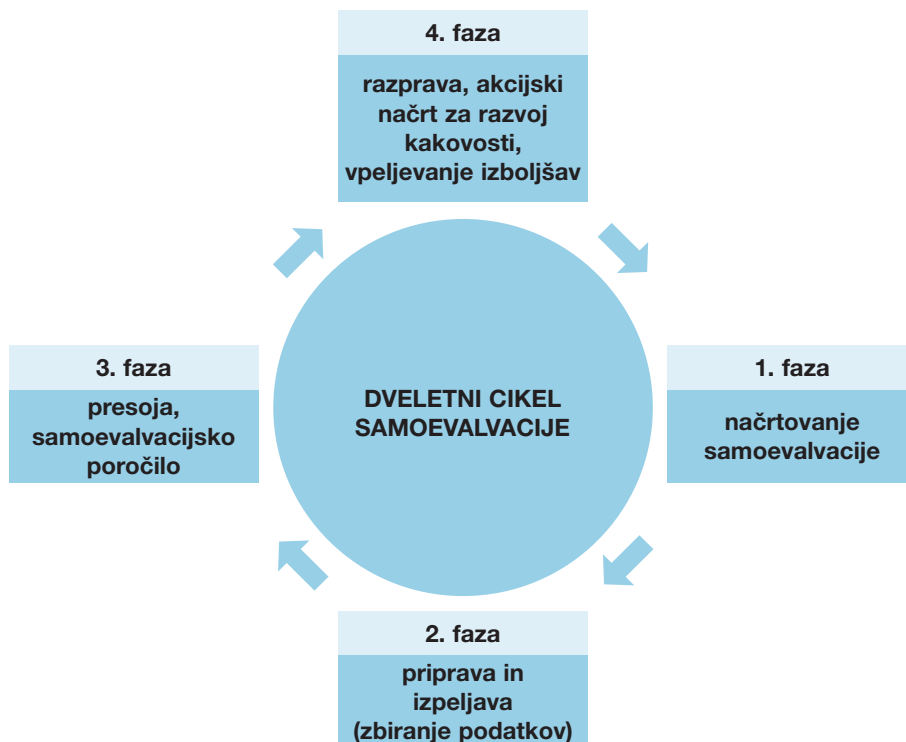 4. faza
razprava, akcijski
načrt za razvoj
kakovosti,
vpeljevanje izboljšav
3. faza
presoja,
samoevalvacijsko
poročilo
DVELETNI CIKEL
SAMOEVALVACIJE
1. faza
načrtovanje
samoevalvacije
2. faza
priprava in
izpeljava
(zbiranje podatkov)